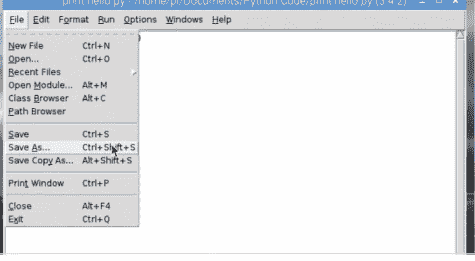 print hello.py - /home/pi/Documents/Python Code/print hello.py (3.4.2)
File Edit Format Run Options Windows Help
New File Ctrl+N
Open... Ctrl+O
Recent Files
Open Module... Alt+M
Class Browser Alt+C
Path Browser
Save Ctrl+S
Save As... Ctrl+Shift+S
Save Copy As... Alt+Shift+S
Print Window Ctrl+P
Close Alt+F4
Exit Ctrl+Q